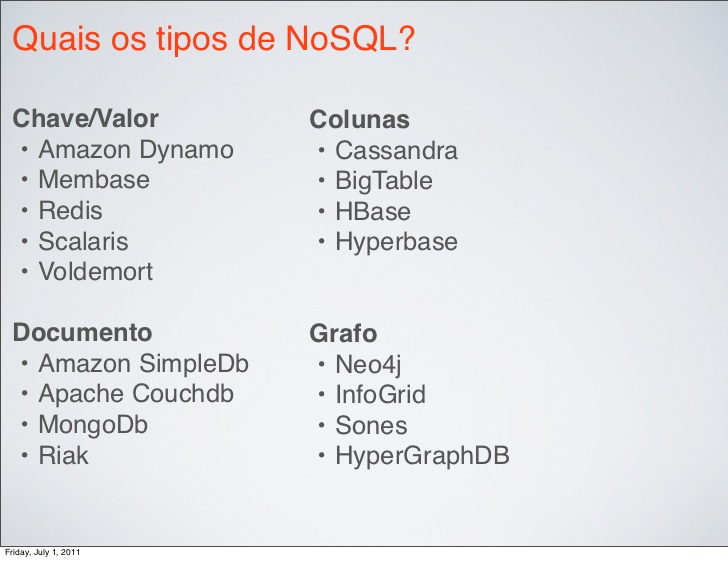 Quais os tipos de NoSQL?
Chave/Valor
• Amazon Dynamo
• Membase
• Redis
• Scalaris
• Voldemort
Colunas
• Cassandra
• BigTable
• HBase
• Hyperbase
Documento
• Amazon SimpleDb
• Apache Couchdb
• MongoDb
• Riak
Grafo
• Neo4j
• InfoGrid
• Sones
• HyperGraphDB
Friday, July 1, 2011